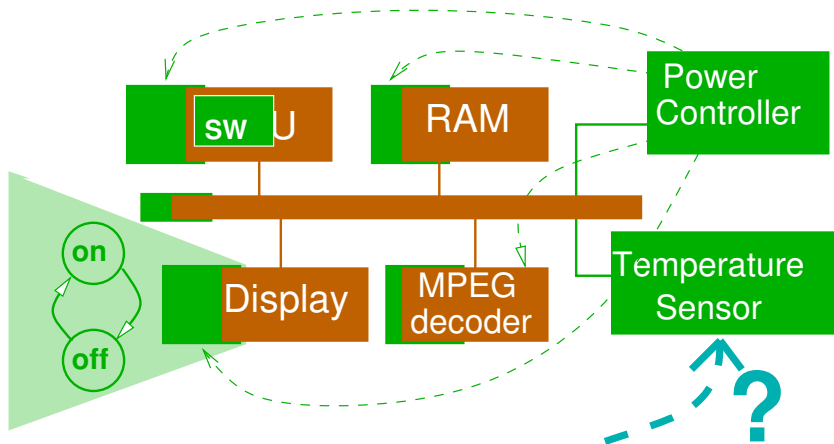 Power
Controller
sw
U
RAM
on
off
Display
MPEG
decoder
Temperature
Sensor
?